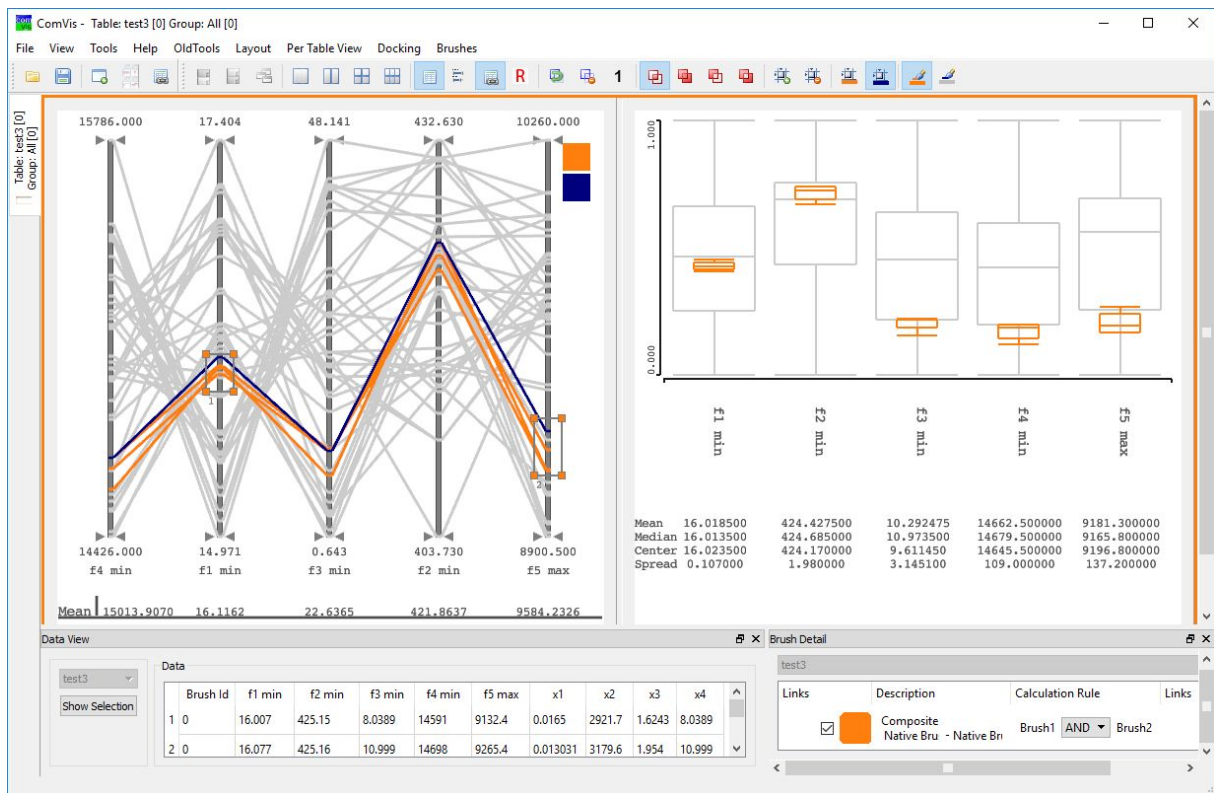 ComVis - Table: test3 [0] Group: All [0]
File View Tools Help OldTools Layout Per Table View Docking Brushes
R 1
Table: test3 [0]
Group: All [0]
15786.000 17.404 48.141 432.630 10260.000
1
2
14426.000 14.971 0.643 403.730 8900.500
f4 min f1 min f3 min f2 min f5 max
Mean 15013.9070 16.1162 22.6365 421.8637 9584.2326
1.000
0.000
f1 min f2 min f3 min f4 min f5 max
Mean 16.018500 424.427500 10.292475 14662.500000 9181.300000
Median 16.013500 424.685000 10.973500 14679.500000 9165.800000
Center 16.023500 424.170000 9.611450 14645.500000 9196.800000
Spread 0.107000 1.980000 3.145100 109.000000 137.200000
Data View
test3
Show Selection
Data
Brush Id f1 min f2 min f3 min f4 min f5 max x1 x2 x3 x4
1 0 16.007 425.15 8.0389 14591 9132.4 0.0165 2921.7 1.6243 8.0389
2 0 16.077 425.16 10.999 14698 9265.4 0.013031 3179.6 1.954 10.999
Brush Detail
test3
Links Description Calculation Rule Links
Composite
Native Bru - Native Bru
Brush1 AND Brush2